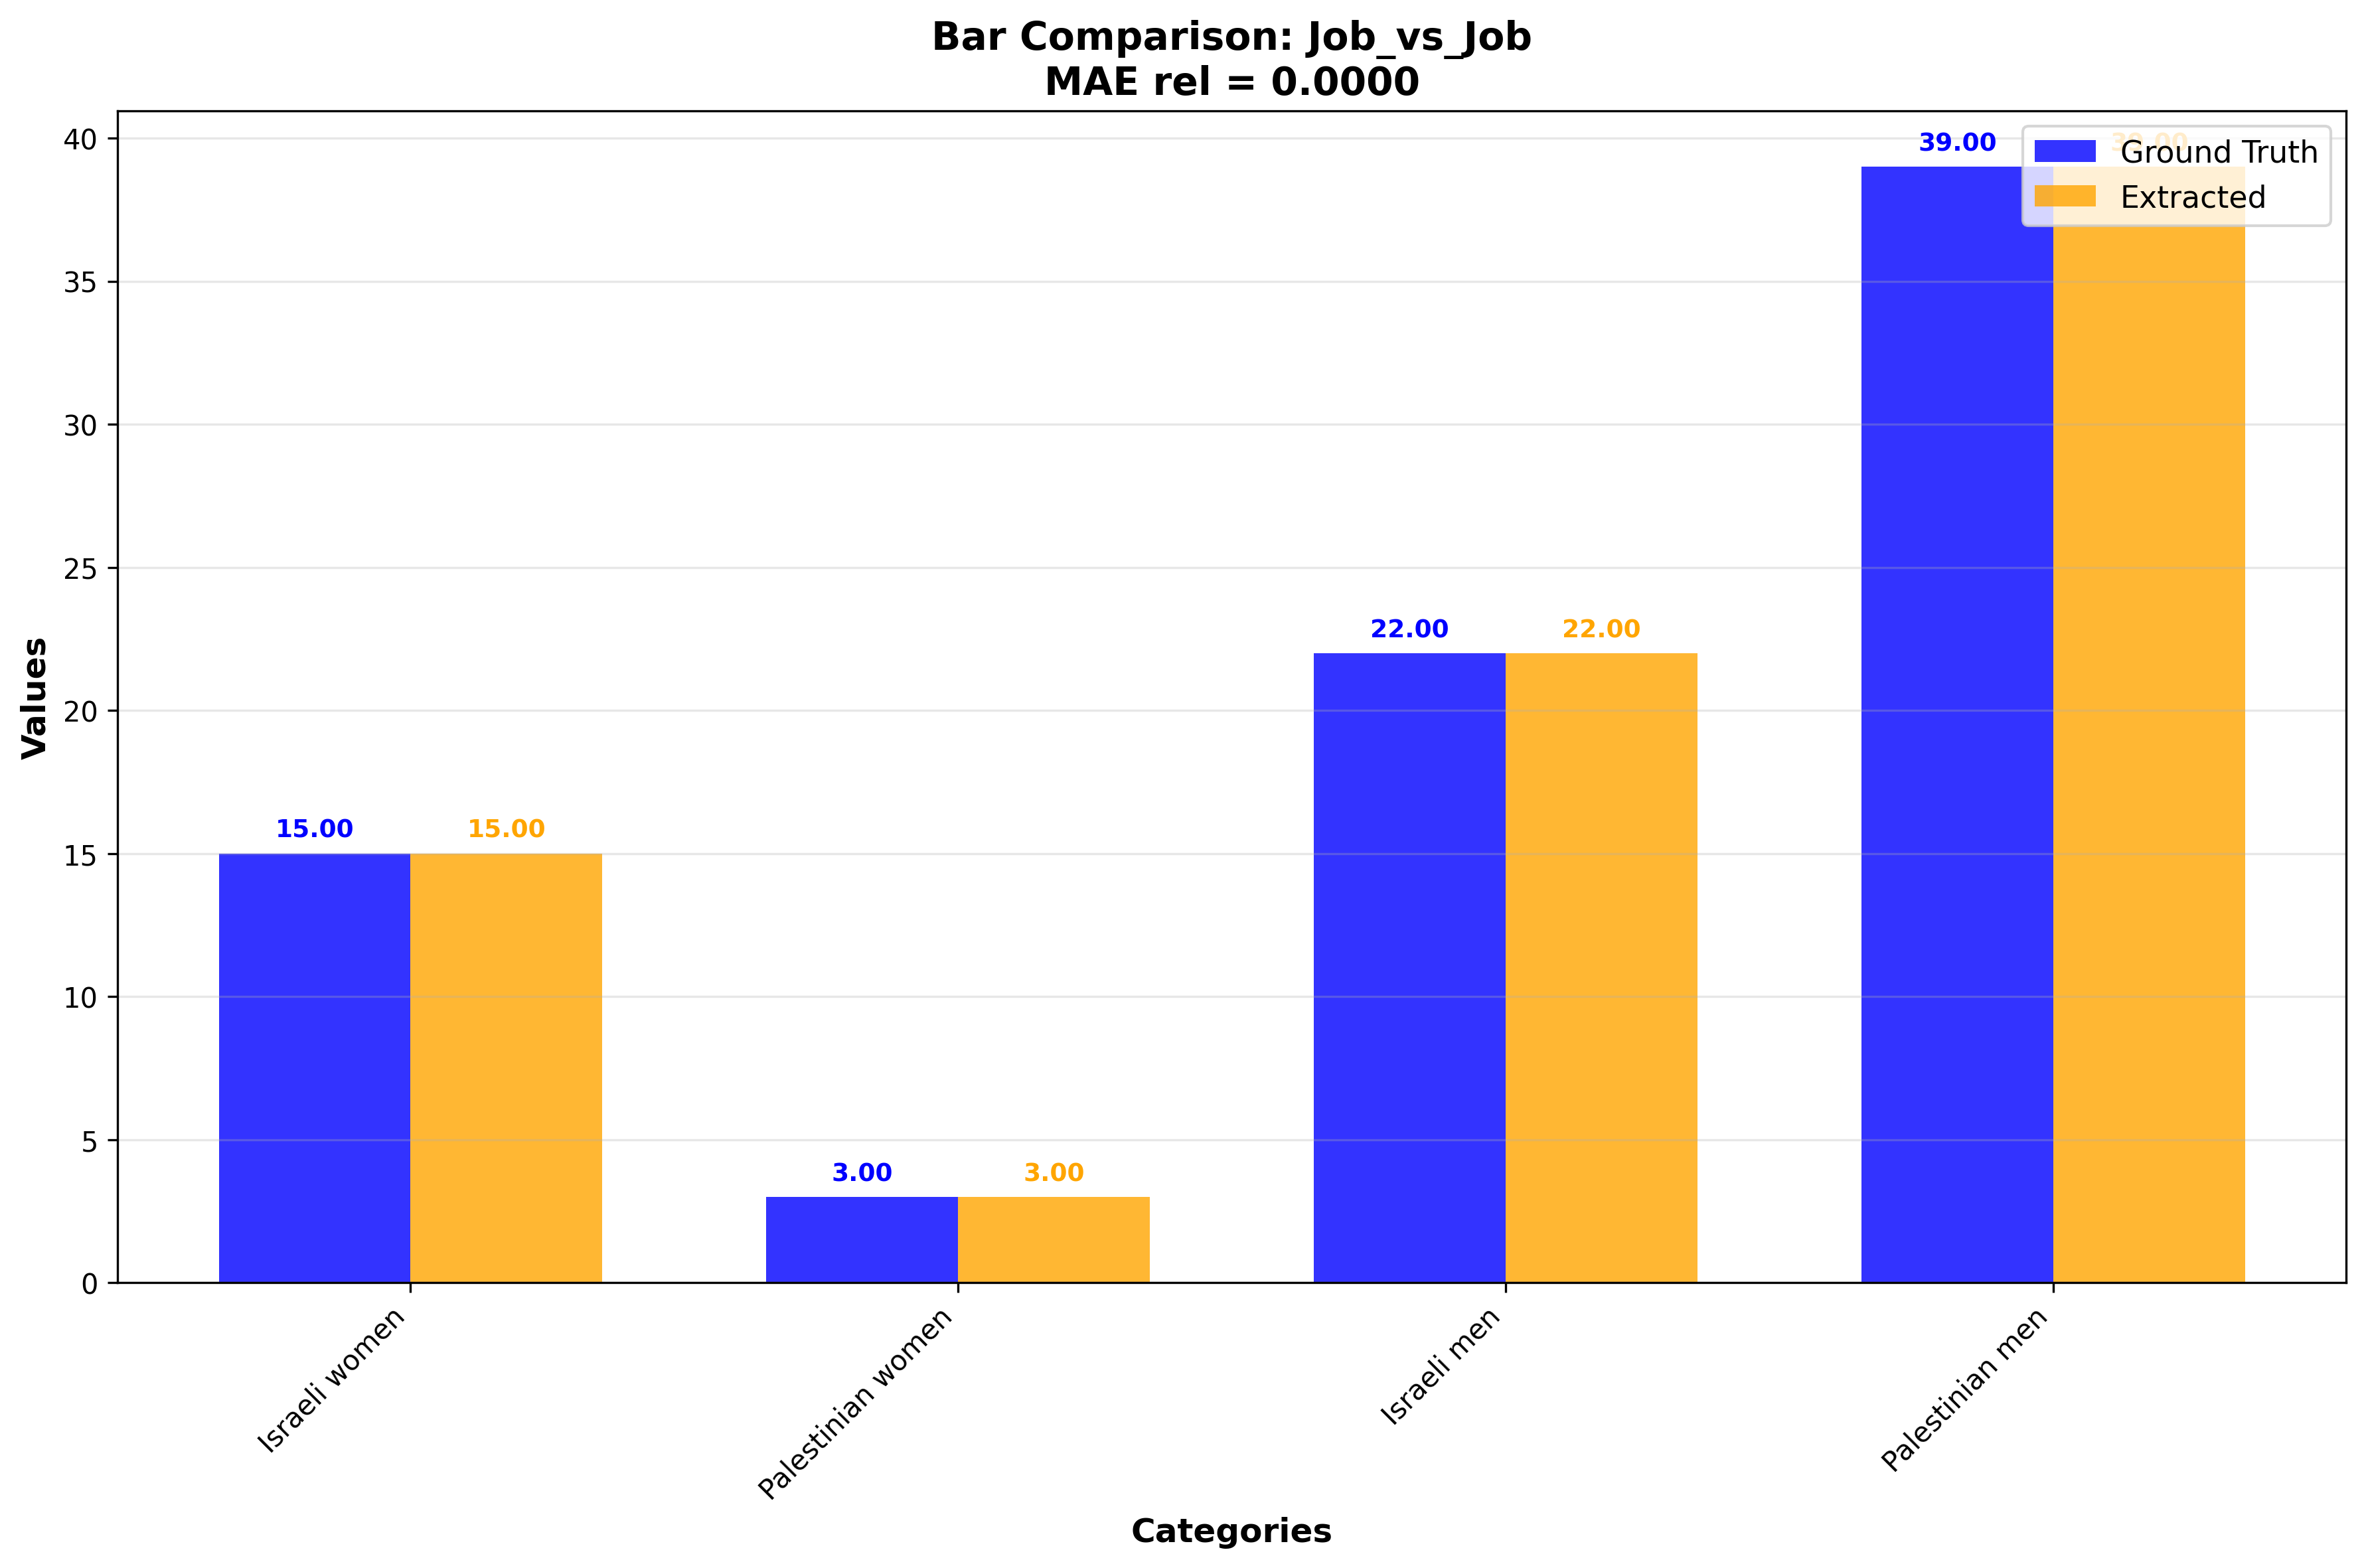 Bar Comparison: Job_vs_Job
MAE rel = 0.0000
Values
40
35
30
25
20
15
10
5
0
15.00
15.00
3.00
3.00
22.00
22.00
39.00
39.00
Ground Truth
Extracted
Israeli women
Palestinian women
Israeli men
Palestinian men
Categories